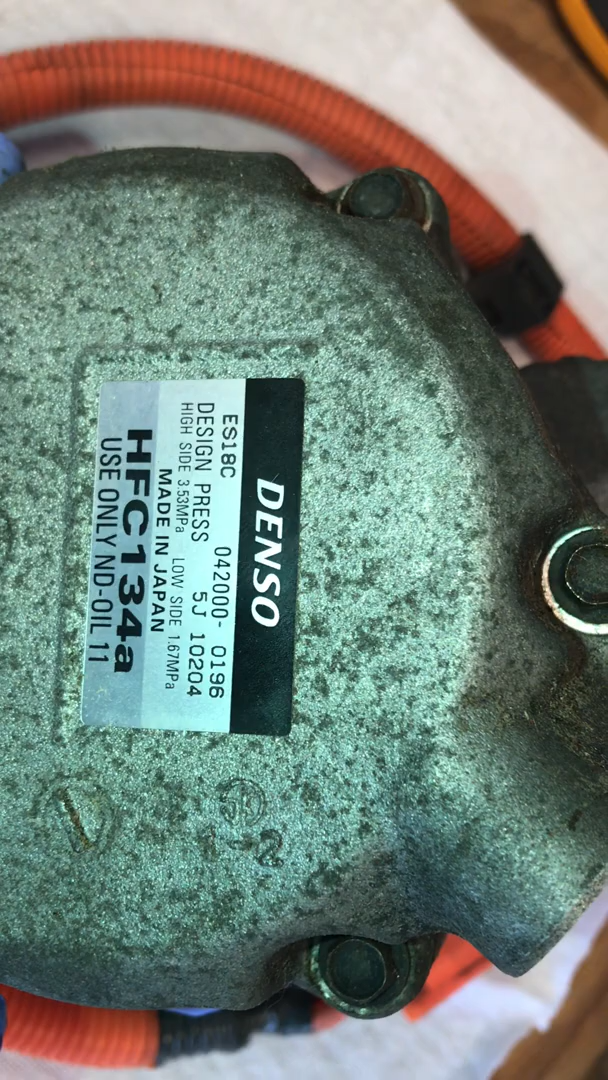 DENSO
ES18C 042000- 0196
DESIGN PRESS 5J 10204
HIGH SIDE 3.53MPa LOW SIDE 1.67MPa
MADE IN JAPAN
HFC134a
USE ONLY ND-OIL 11
-2